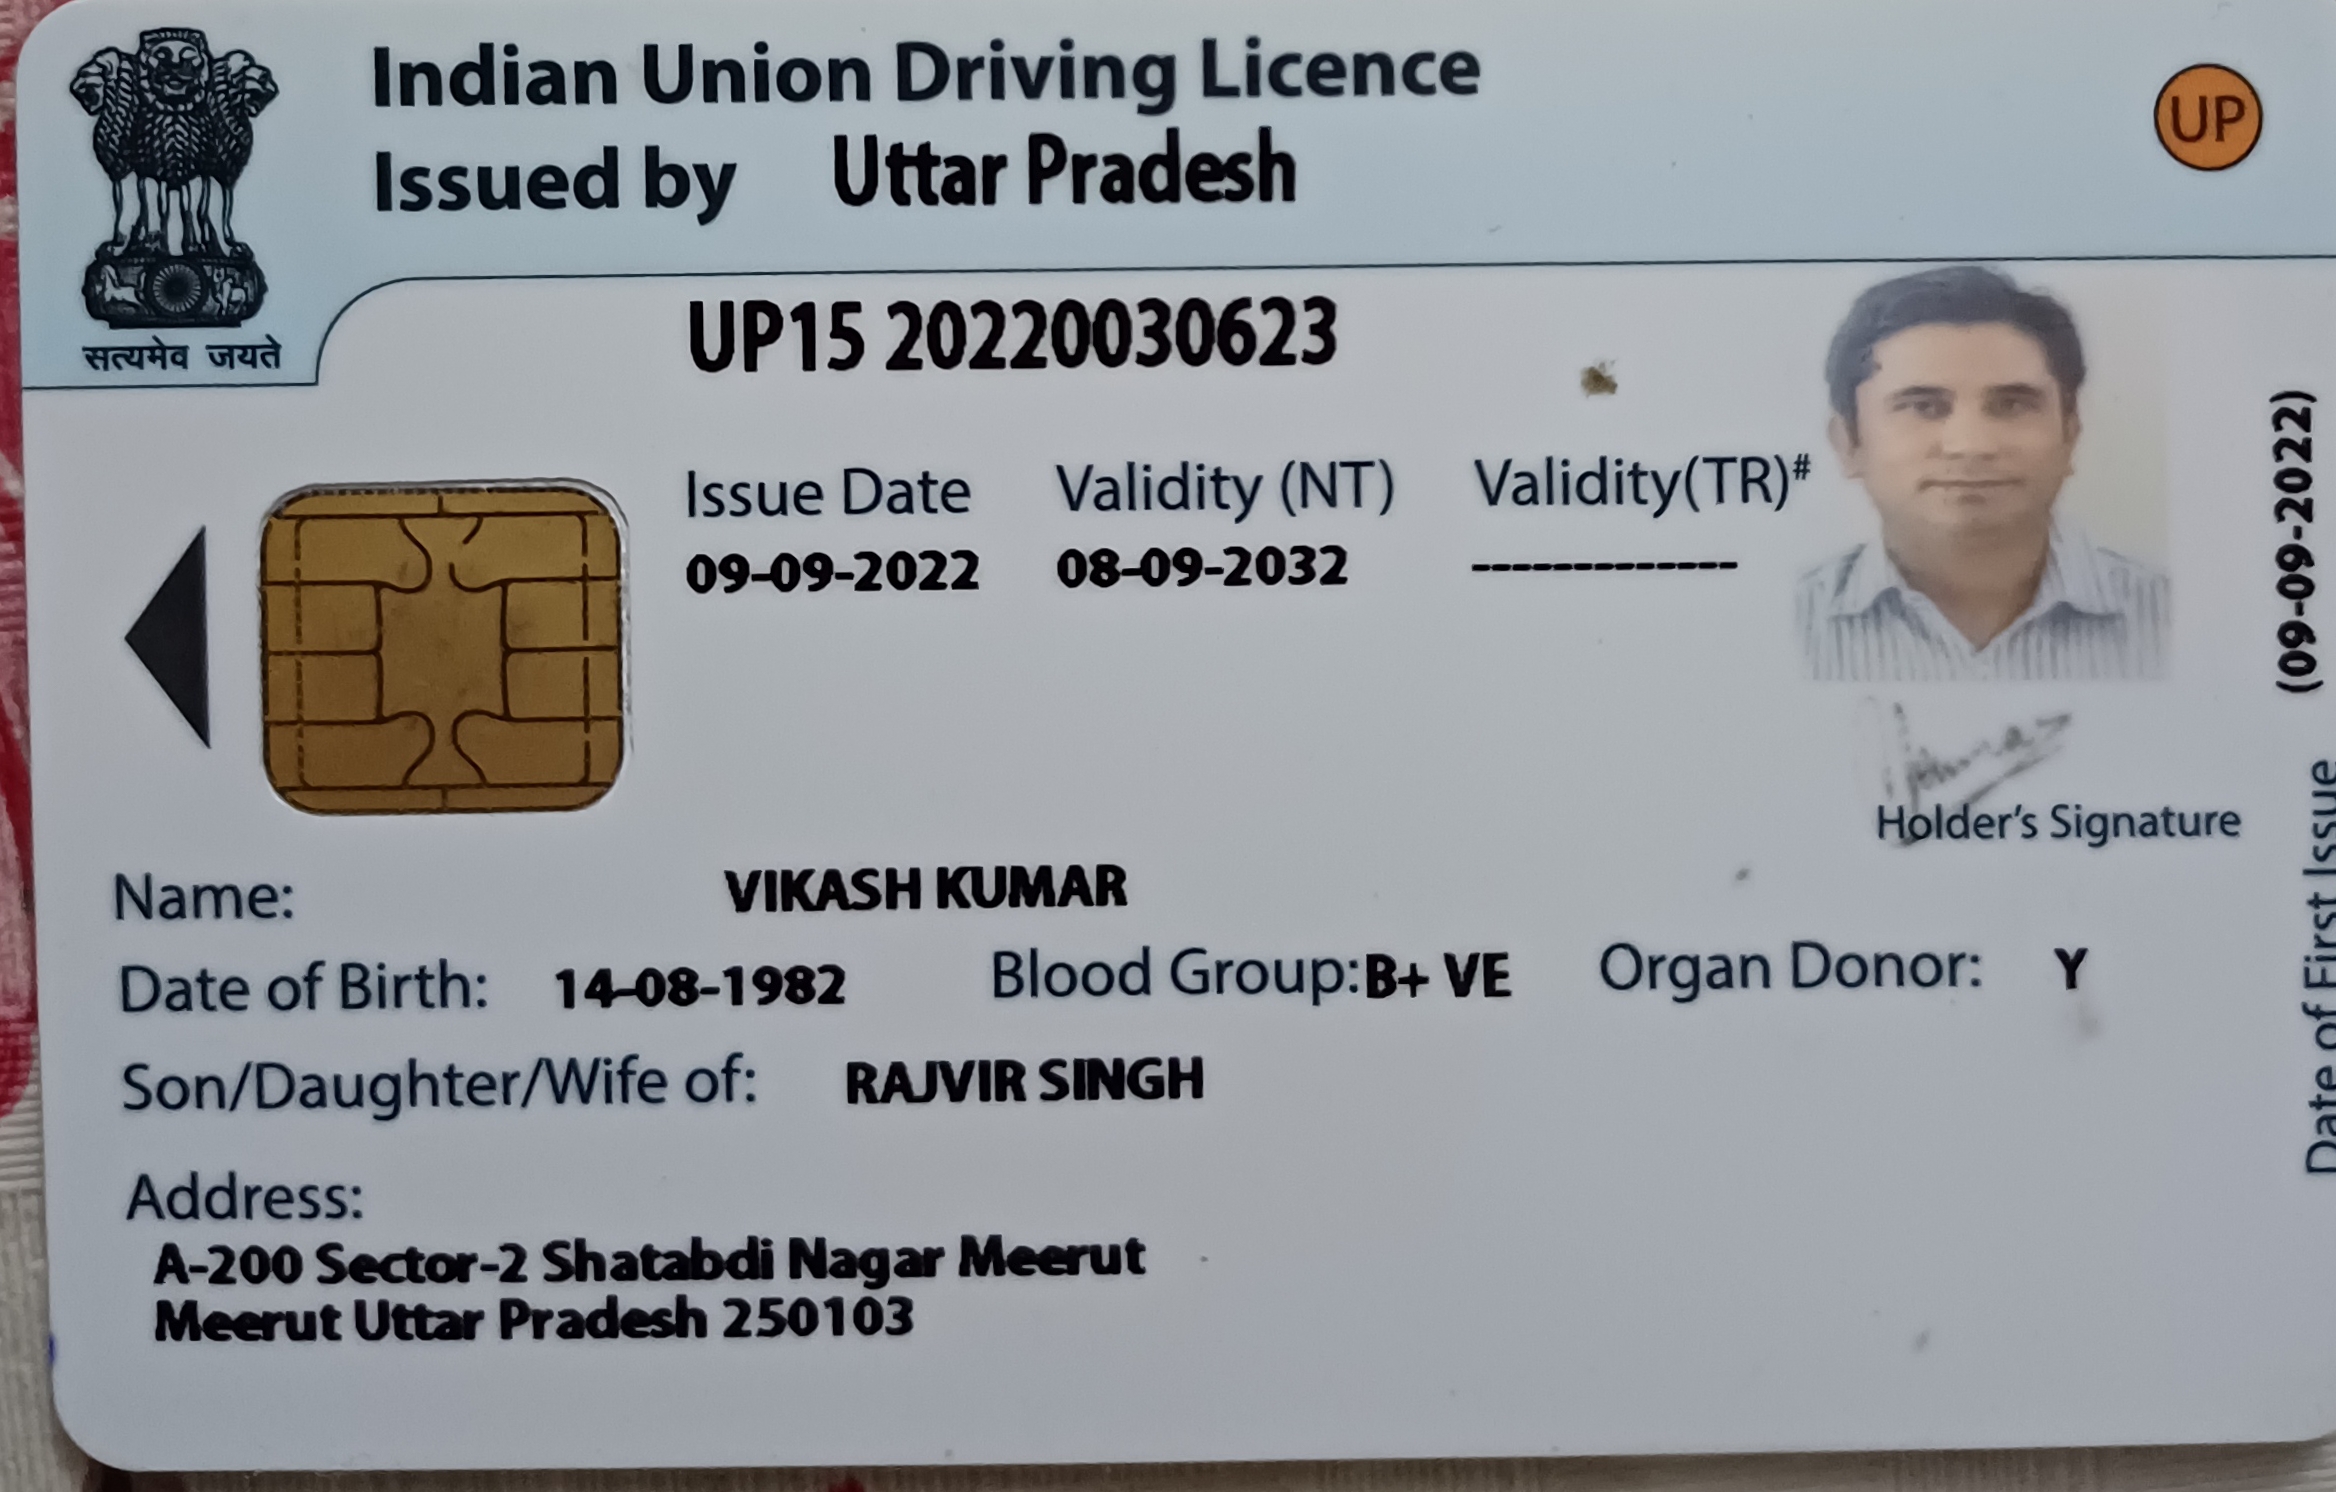 Indian Union Driving Licence
Issued by Uttar Pradesh
UP
सत्यमेव जयते
UP15 20220030623
Issue Date Validity (NT) Validity(TR)#
09-09-2022 08-09-2032 -------------
Holder's Signature
Name: VIKASH KUMAR
Date of Birth: 14-08-1982 Blood Group:B+ VE Organ Donor: Y
Son/Daughter/Wife of: RAJVIR SINGH
Address:
A-200 Sector-2 Shatabdi Nagar Meerut
Meerut Uttar Pradesh 250103
Date of First Issue (09-09-2022)